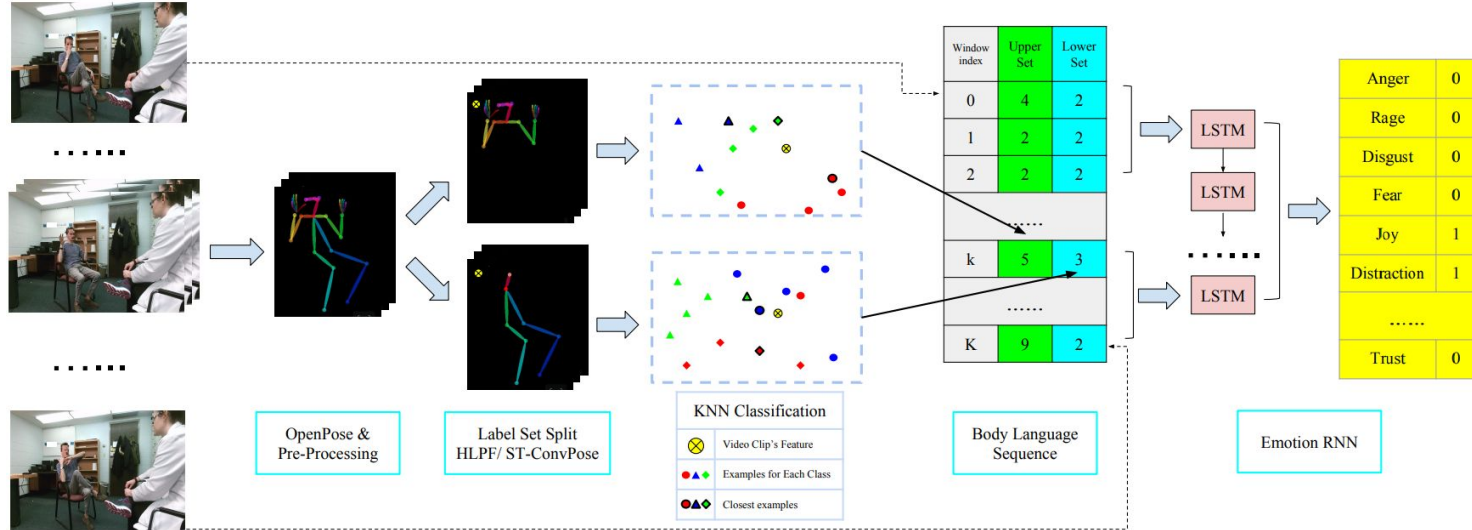 Window index
Upper Set
Lower Set
0 4 2
1 2 2
2 2 2
......
k 5 3
......
K 9 2
LSTM
LSTM
LSTM
Anger 0
Rage 0
Disgust 0
Fear 0
Joy 1
Distraction 1
......
Trust 0
OpenPose &
Pre-Processing
Label Set Split
HLPF/ ST-ConvPose
KNN Classification
Video Clip's Feature
Examples for Each Class
Closest examples
Body Language
Sequence
Emotion RNN